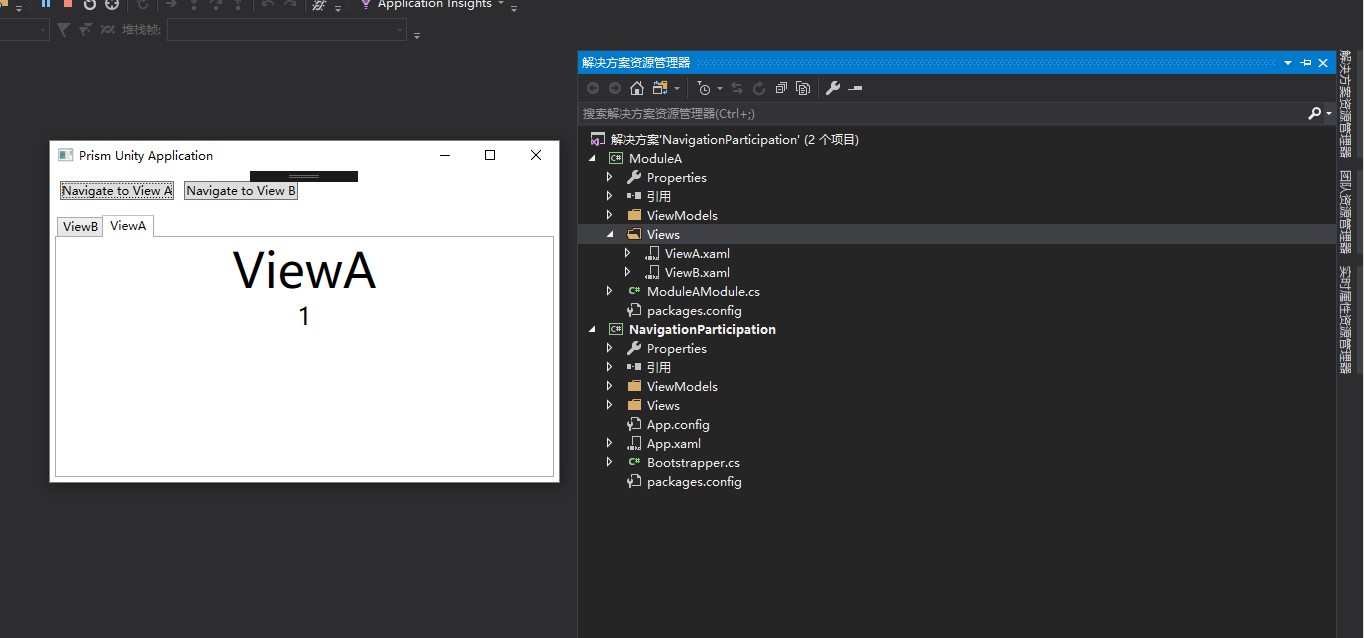 Application Insights
堆栈帧:
Prism Unity Application
Navigate to View A
Navigate to View B
ViewB
ViewA
ViewA
1
解决方案资源管理器
搜索解决方案资源管理器(Ctrl+;)
解决方案'NavigationParticipation' (2 个项目)
C# ModuleA
Properties
引用
ViewModels
Views
ViewA.xaml
ViewB.xaml
C# ModuleAModule.cs
packages.config
C# NavigationParticipation
Properties
引用
ViewModels
Views
App.config
App.xaml
C# Bootstrapper.cs
packages.config
解决方案资源管理器
团队资源管理器
实时属性资源管理器